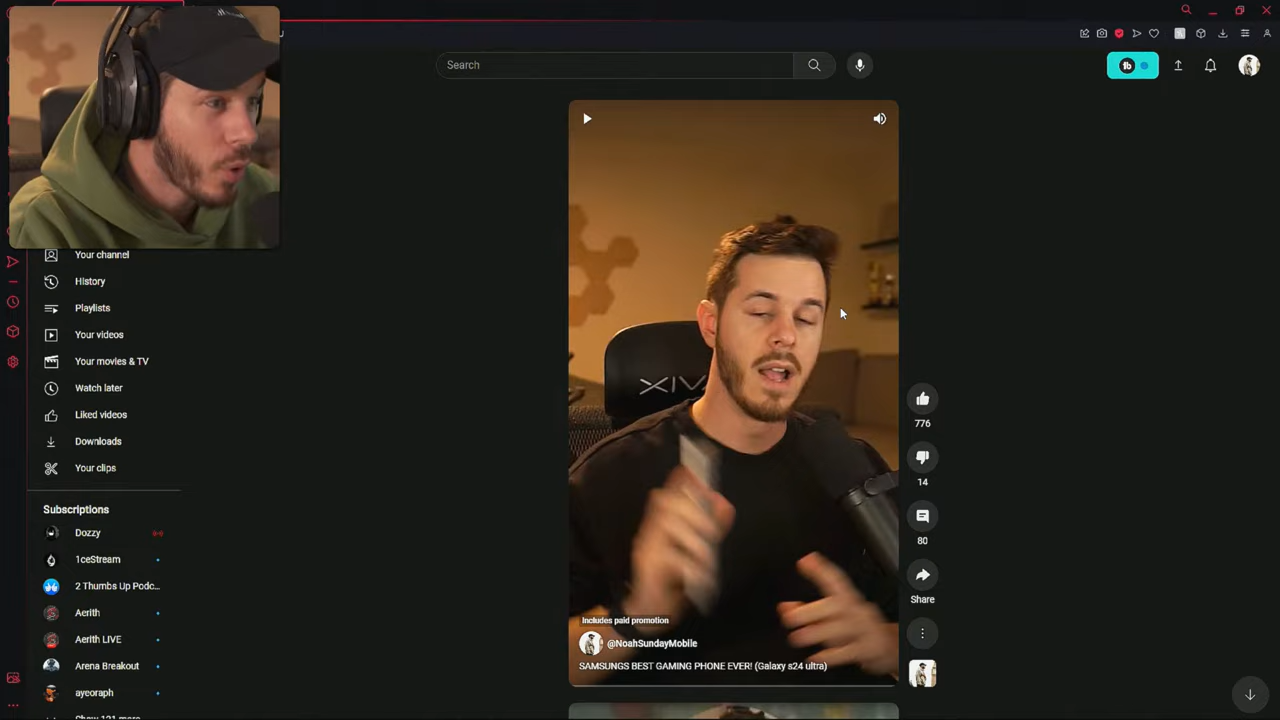 Search
Your channel
History
Playlists
Your videos
Your movies & TV
Watch later
Liked videos
Downloads
Your clips
Subscriptions
Dozzy
1ceStream
2 Thumbs Up Podc...
Aerith
Aerith LIVE
Arena Breakout
ayeoraph
XIV
776
14
80
Share
Includes paid promotion
@NoahSundayMobile
SAMSUNGS BEST GAMING PHONE EVER! (Galaxy s24 ultra)